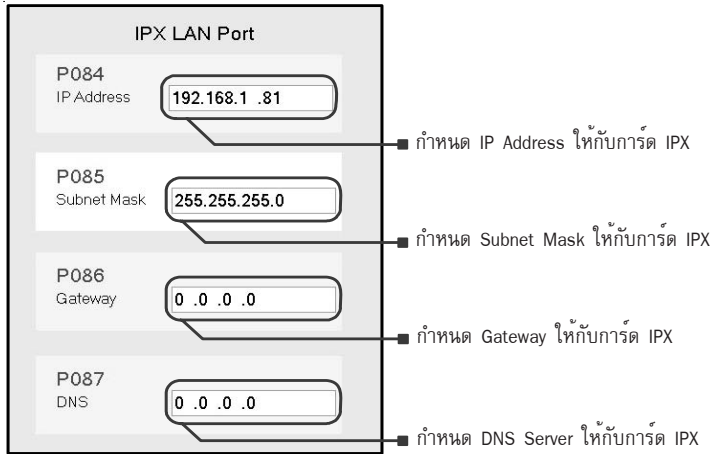 IPX LAN Port
P084
IP Address
192.168.1 .81
กำหนด IP Address ให้กับการ์ด IPX
P085
Subnet Mask
255.255.255.0
กำหนด Subnet Mask ให้กับการ์ด IPX
P086
Gateway
0 .0 .0 .0
กำหนด Gateway ให้กับการ์ด IPX
P087
DNS
0 .0 .0 .0
กำหนด DNS Server ให้กับการ์ด IPX